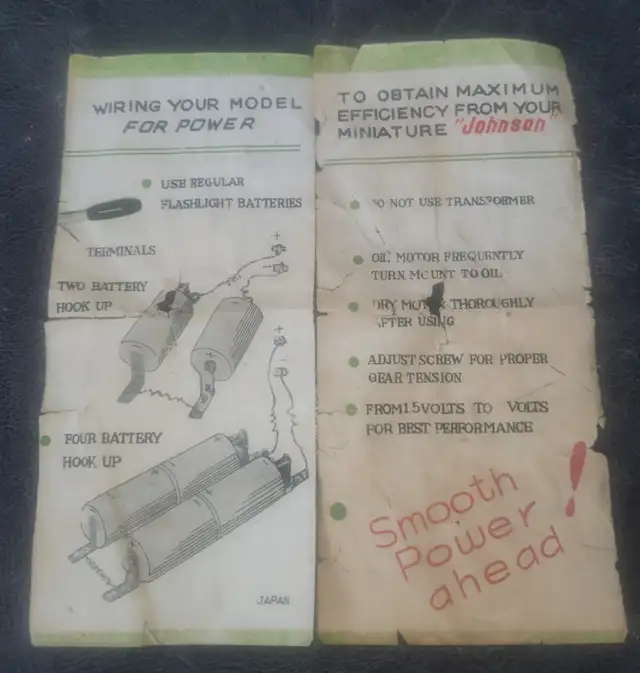 WIRING YOUR MODEL
FOR POWER
USE REGULAR
FLASHLIGHT BATTERIES
TERMINALS
TWO BATTERY
HOOK UP
+
-
+
+
-
FOUR BATTERY
HOOK UP
JAPAN
TO OBTAIN MAXIMUM
EFFICIENCY FROM YOUR
MINIATURE "Johnson"
DO NOT USE TRANSFORMER
OIL MOTOR FREQUENTLY
TURN MOUNT TO OIL
DRY MOTOR THOROUGHLY
AFTER USING
ADJUST SCREW FOR PROPER
GEAR TENSION
FROM 1.5 VOLTS TO VOLTS
FOR BEST PERFORMANCE
Smooth
Power
ahead!